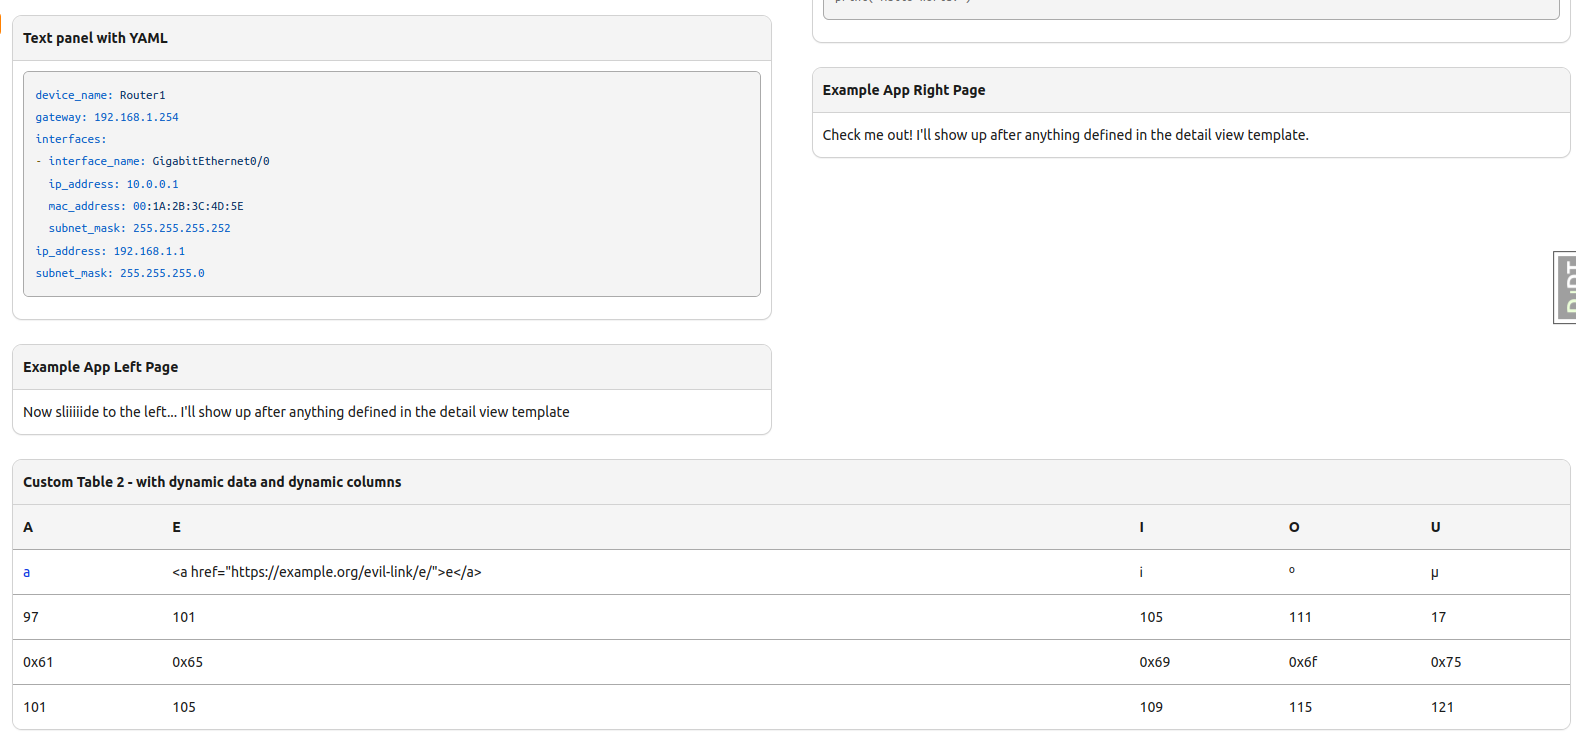 Text panel with YAML
device_name: Router1
gateway: 192.168.1.254
interfaces:
- interface_name: GigabitEthernet0/0
  ip_address: 10.0.0.1
  mac_address: 00:1A:2B:3C:4D:5E
  subnet_mask: 255.255.255.252
ip_address: 192.168.1.1
subnet_mask: 255.255.255.0
Example App Left Page
Now sliiiiide to the left... I'll show up after anything defined in the detail view template
Example App Right Page
Check me out! I'll show up after anything defined in the detail view template.
Custom Table 2 - with dynamic data and dynamic columns
A E I O U
a <a href="https://example.org/evil-link/e/">e</a> i º µ
97 101 105 111 17
0x61 0x65 0x69 0x6f 0x75
101 105 109 115 121